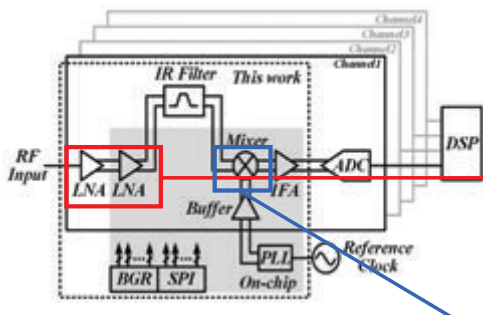 Channel4
Channel3
Channel2
Channel1
IR Filter
This work
Mixer
DSP
RF
Input
LNA
LNA
IFA
ADC
Buffer
PLL
Reference
Clock
BGR
SPI
On-chip